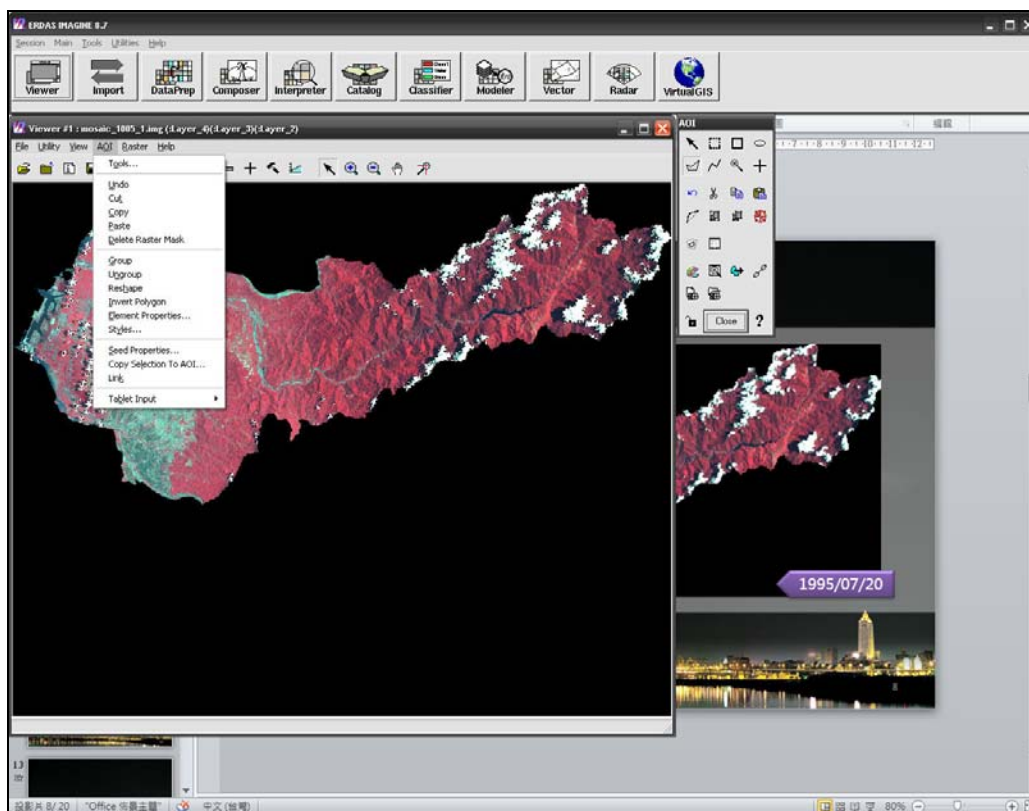 ERDAS IMAGINE 8.7
Session Main Tools Utilities Help
Viewer Import DataPrep Composer Interpreter Catalog Classifier Modeler Vector Radar VirtualGIS
Viewer #1 : mosaic_1005_1.img (:Layer_4)(:Layer_3)(:Layer_2)
File Utility View AOI Raster Help
Tools...
Undo
Cut
Copy
Paste
Delete Raster Mask
Group
Ungroup
Reshape
Invert Polygon
Element Properties...
Styles...
Seed Properties...
Copy Selection To AOI...
Link
Tablet Input
AOI
Close ?
檔案
1995/07/20
13
投影片 8/20 "Office 佈景主題" 中文(台灣) 80%